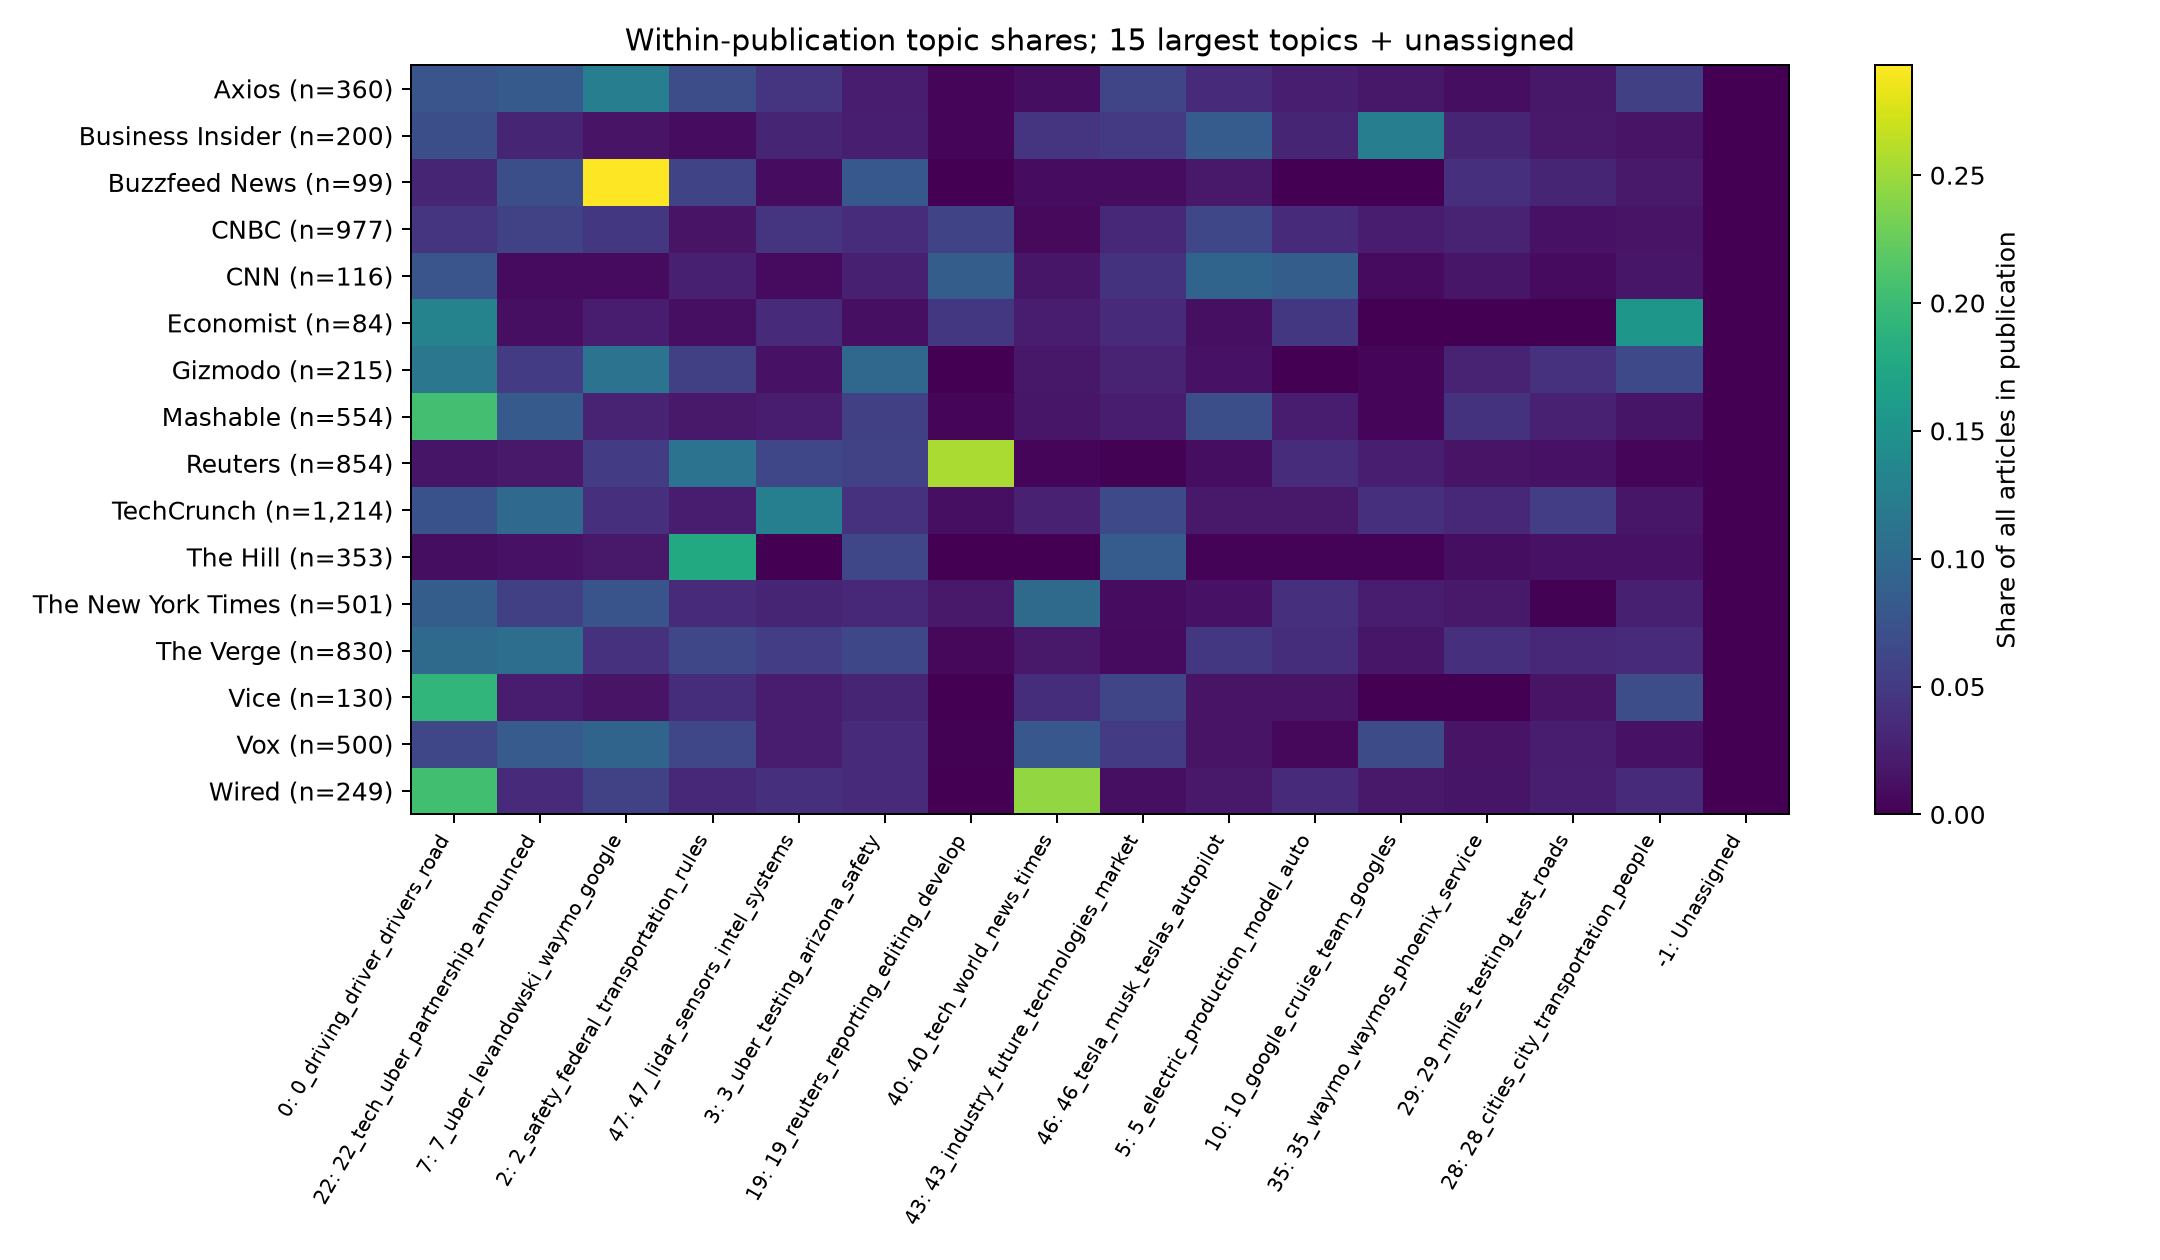 Within-publication topic shares; 15 largest topics + unassigned
Axios (n=360)
Business Insider (n=200)
Buzzfeed News (n=99)
CNBC (n=977)
CNN (n=116)
Economist (n=84)
Gizmodo (n=215)
Mashable (n=554)
Reuters (n=854)
TechCrunch (n=1,214)
The Hill (n=353)
The New York Times (n=501)
The Verge (n=830)
Vice (n=130)
Vox (n=500)
Wired (n=249)
0: 0_driving_driver_drivers_road
22: 22_tech_uber_partnership_announced
7: 7_uber_levandowski_waymo_google
2: 2_safety_federal_transportation_rules
47: 47_lidar_sensors_intel_systems
3: 3_uber_testing_arizona_safety
19: 19_reuters_reporting_editing_develop
40: 40_tech_world_news_times
43: 43_industry_future_technologies_market
46: 46_tesla_musk_teslas_autopilot
5: 5_electric_production_model_auto
10: 10_google_cruise_team_googles
35: 35_waymo_waymos_phoenix_service
29: 29_miles_testing_test_roads
28: 28_cities_city_transportation_people
-1: Unassigned
0.25
0.20
0.15
0.10
0.05
0.00
Share of all articles in publication